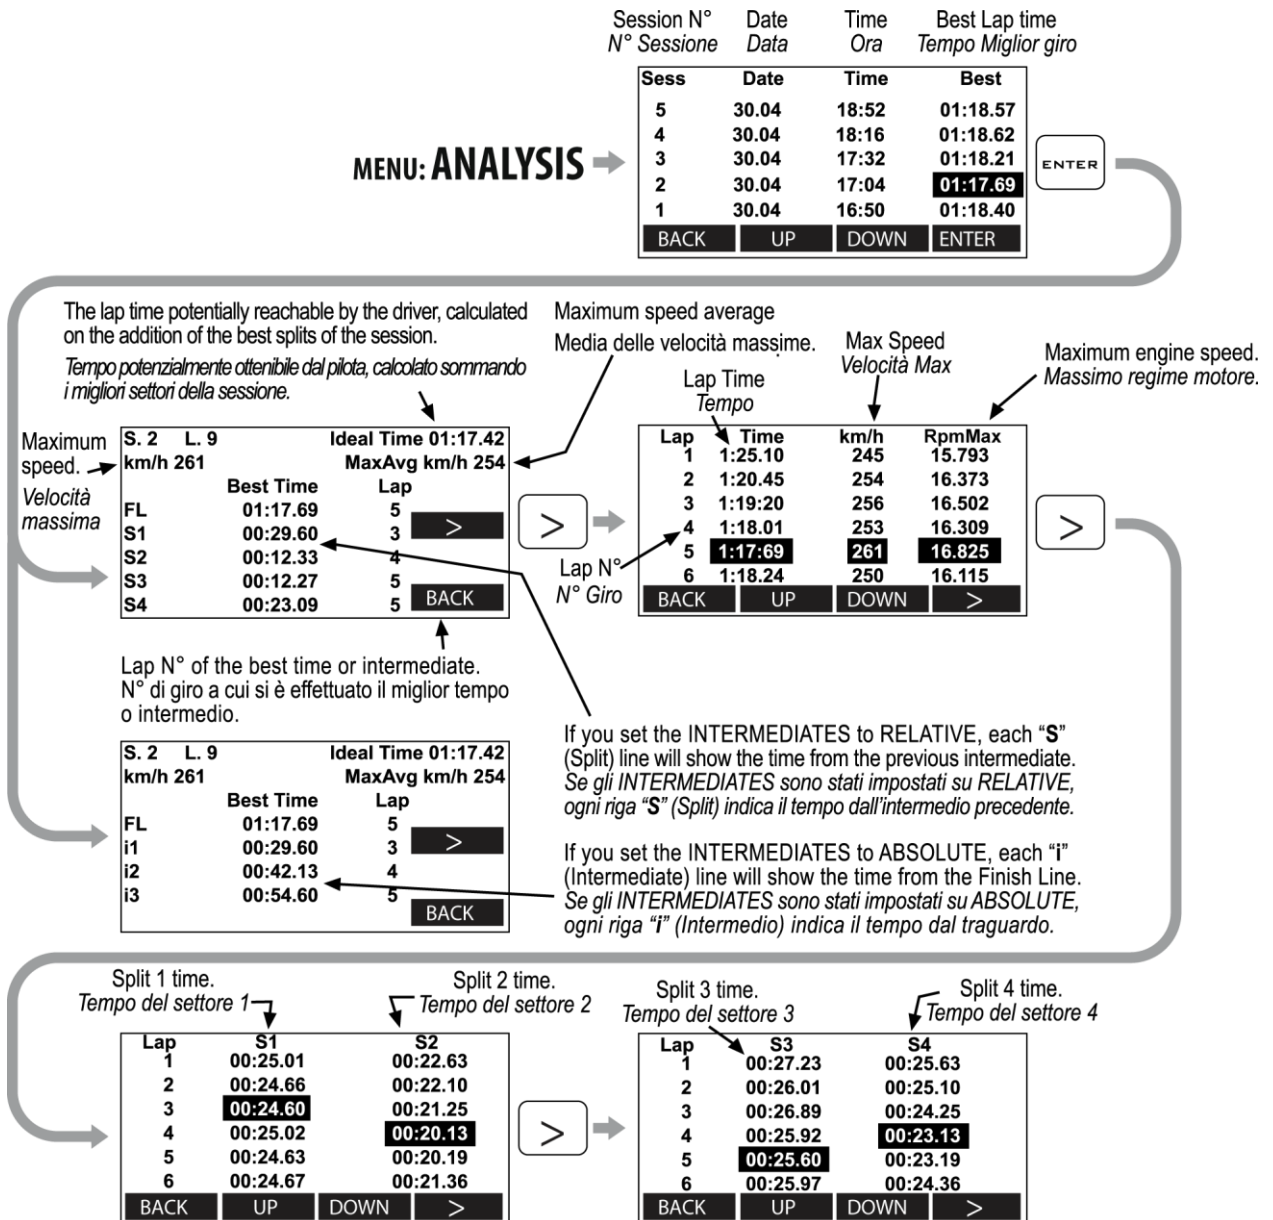 Session N° Date Time Best Lap time
N° Sessione Data Ora Tempo Miglior giro
Sess Date Time Best
5 30.04 18:52 01:18.57
4 30.04 18:16 01:18.62
3 30.04 17:32 01:18.21
2 30.04 17:04 01:17.69
1 30.04 16:50 01:18.40
BACK UP DOWN ENTER
MENU: ANALYSIS
ENTER
The lap time potentially reachable by the driver, calculated
on the addition of the best splits of the session.
Tempo potenzialmente ottenibile dal pilota, calcolato sommando
i migliori settori della sessione.
Maximum speed average
Media delle velocità massime.
Lap Time
Tempo
Max Speed
Velocità Max
Maximum engine speed.
Massimo regime motore.
Maximum
speed.
Velocità
massima
S. 2 L. 9 Ideal Time 01:17.42
km/h 261 MaxAvg km/h 254
Best Time Lap
FL 01:17.69 5
S1 00:29.60 3 >
S2 00:12.33 4
S3 00:12.27 5
S4 00:23.09 5 BACK
>
Lap Time km/h RpmMax
1 1:25.10 245 15.793
2 1:20.45 254 16.373
3 1:19:20 256 16.502
4 1:18.01 253 16.309
5 1:17:69 261 16.825
6 1:18.24 250 16.115
BACK UP DOWN >
Lap N°
N° Giro
>
Lap N° of the best time or intermediate.
N° di giro a cui si è effettuato il miglior tempo
o intermedio.
S. 2 L. 9 Ideal Time 01:17.42
km/h 261 MaxAvg km/h 254
Best Time Lap
FL 01:17.69 5
i1 00:29.60 3 >
i2 00:42.13 4
i3 00:54.60 5
BACK
If you set the INTERMEDIATES to RELATIVE, each “S”
(Split) line will show the time from the previous intermediate.
Se gli INTERMEDIATES sono stati impostati su RELATIVE,
ogni riga “S” (Split) indica il tempo dall’intermedio precedente.
If you set the INTERMEDIATES to ABSOLUTE, each “i”
(Intermediate) line will show the time from the Finish Line.
Se gli INTERMEDIATES sono stati impostati su ABSOLUTE,
ogni riga “i” (Intermedio) indica il tempo dal traguardo.
Split 1 time.
Tempo del settore 1
Split 2 time.
Tempo del settore 2
Lap S1 S2
1 00:25.01 00:22.63
2 00:24.66 00:22.10
3 00:24.60 00:21.25
4 00:25.02 00:20.13
5 00:24.63 00:20.19
6 00:24.67 00:21.36
BACK UP DOWN >
>
Split 3 time.
Tempo del settore 3
Split 4 time.
Tempo del settore 4
Lap S3 S4
1 00:27.23 00:25.63
2 00:26.01 00:25.10
3 00:26.89 00:24.25
4 00:25.92 00:23.13
5 00:25.60 00:23.19
6 00:25.97 00:24.36
BACK UP DOWN >